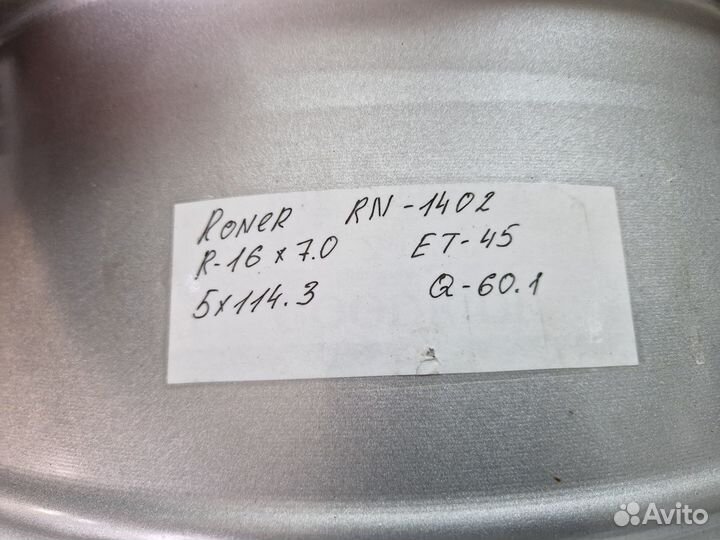 RONER RN-1402
R-16 x 7.0 ET-45
5x114.3 Q-60.1
Avito